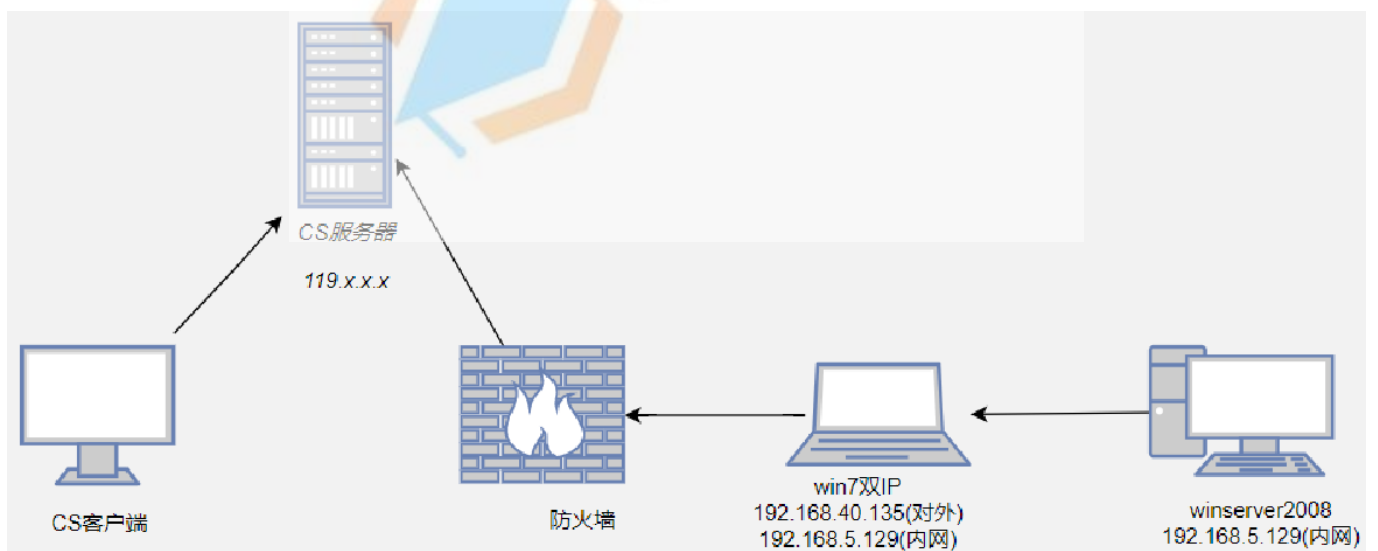 CS服务器
119.x.x.x
CS客户端
防火墙
win7双IP
192.168.40.135(对外)
192.168.5.129(内网)
winserver2008
192.168.5.129(内网)